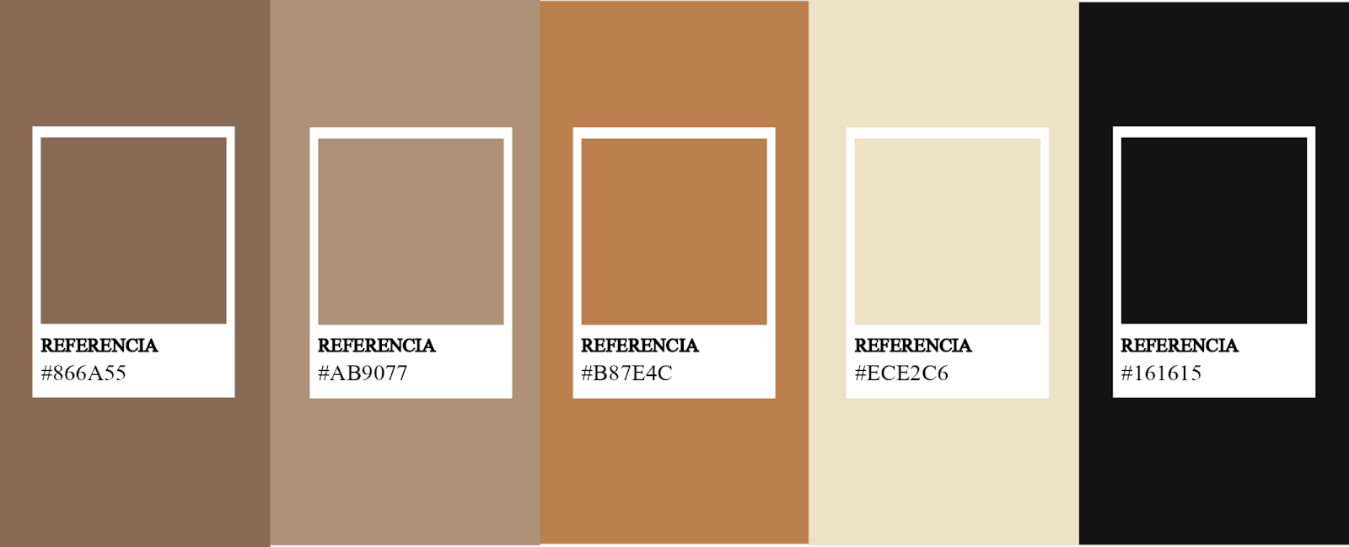 REFERENCIA
#866A55
REFERENCIA
#AB9077
REFERENCIA
#B87E4C
REFERENCIA
#ECE2C6
REFERENCIA
#161615